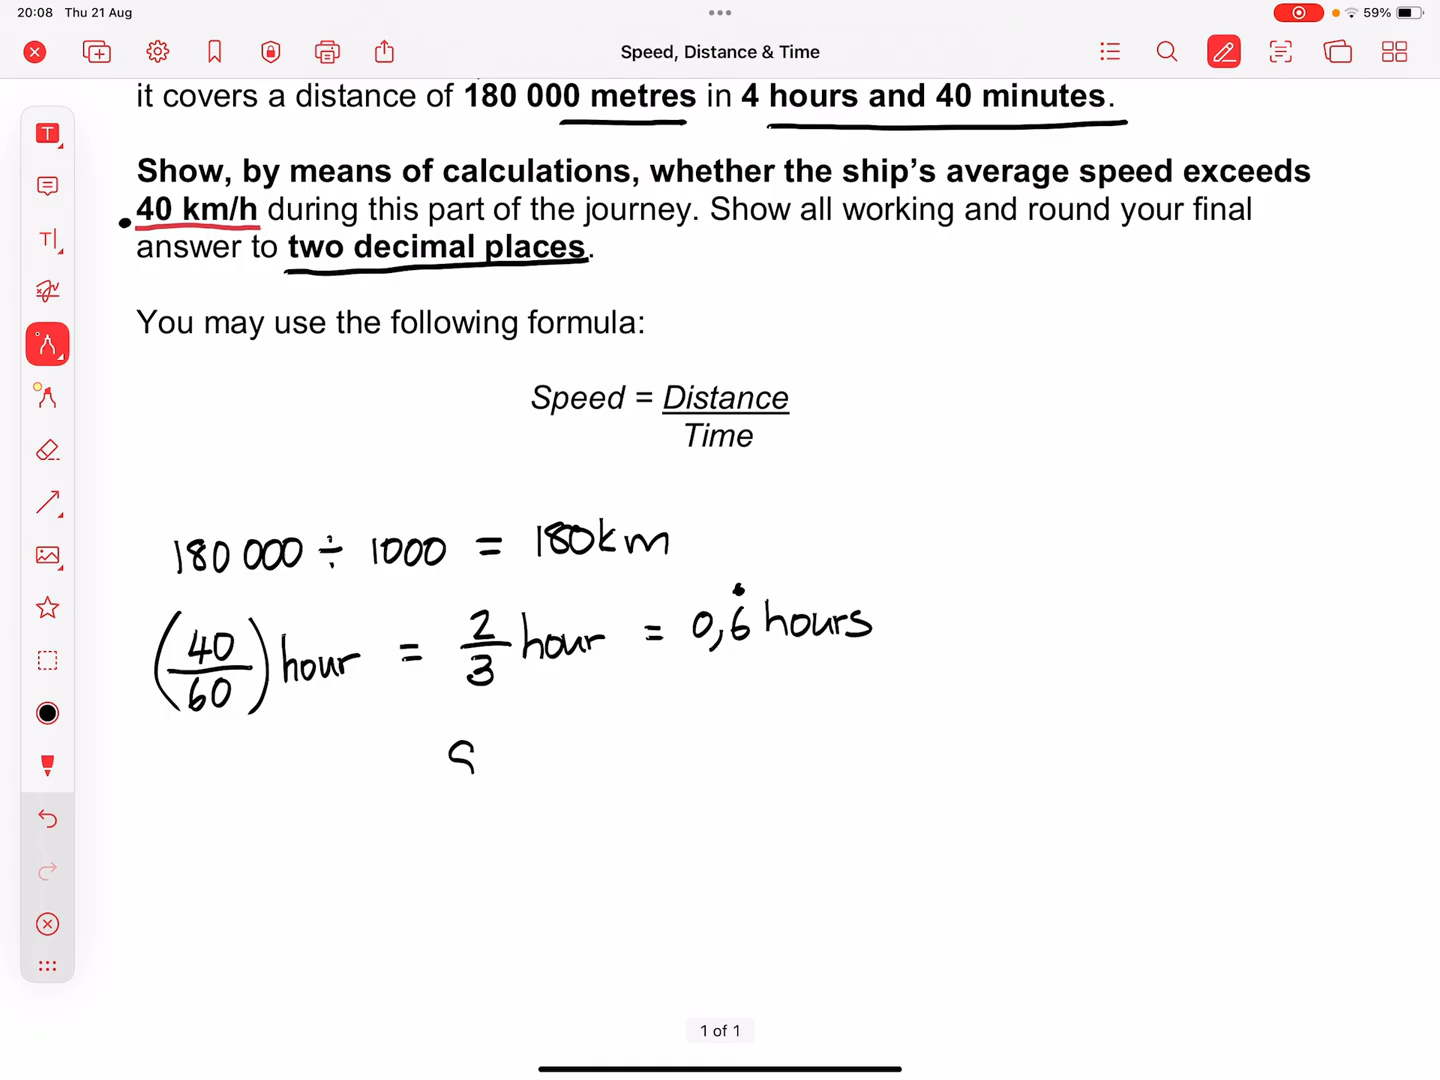 20:08 Thu 21 Aug
59%
Speed, Distance & Time
it covers a distance of 180 000 metres in 4 hours and 40 minutes.
Show, by means of calculations, whether the ship's average speed exceeds
40 km/h during this part of the journey. Show all working and round your final
answer to two decimal places.
You may use the following formula:
Speed = Distance
Time
180 000 ÷ 1000 = 180km
(40/60) hour = 2/3 hour = 0,6̇ hours
S
1 of 1